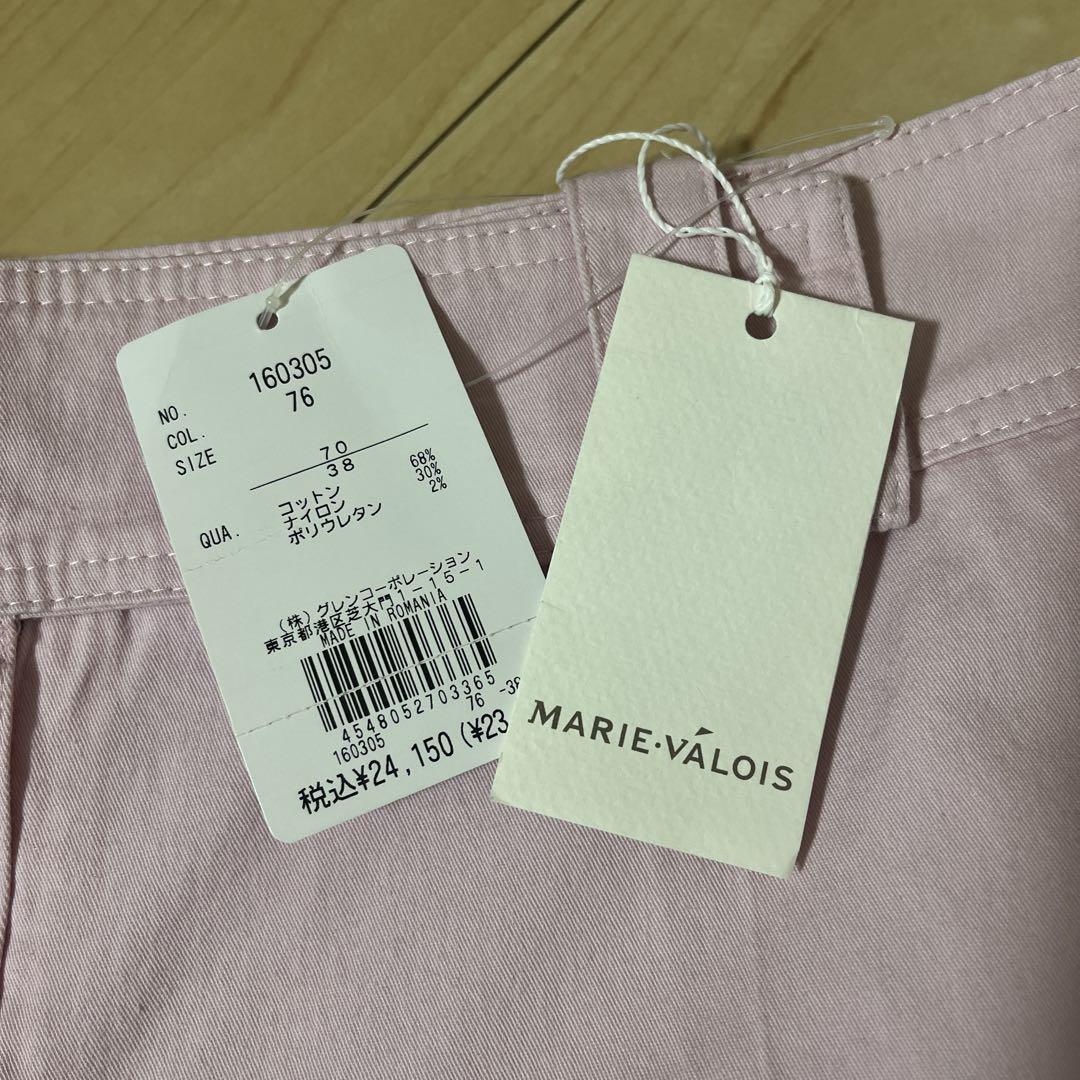 NO. 160305
COL. 76
SIZE 70
38
QUA. コットン 68%
ナイロン 30%
ポリウレタン 2%
(株)グレンコーポレーション
東京都港区芝大門1-15-1
MADE IN ROMANIA
4548052703365
160305 76 -38
税込¥24,150(¥23
MARIE・VÁLOIS